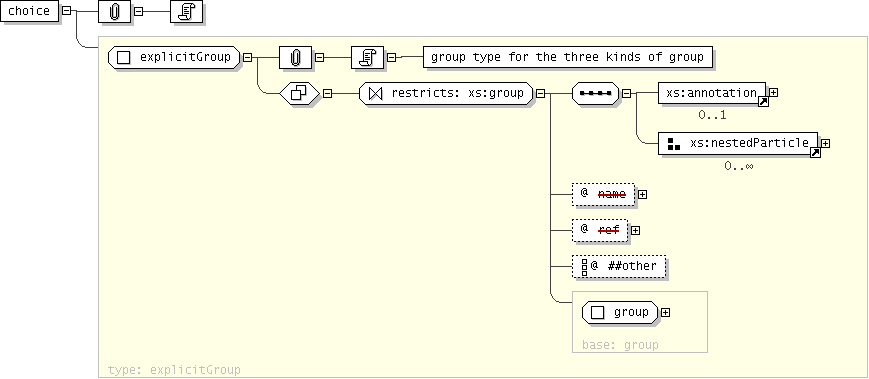 choice
explicitGroup
group type for the three kinds of group
restricts: xs:group
xs:annotation
0..1
xs:nestedParticle
0..∞
@ name
@ ref
@ ##other
group
base: group
type: explicitGroup